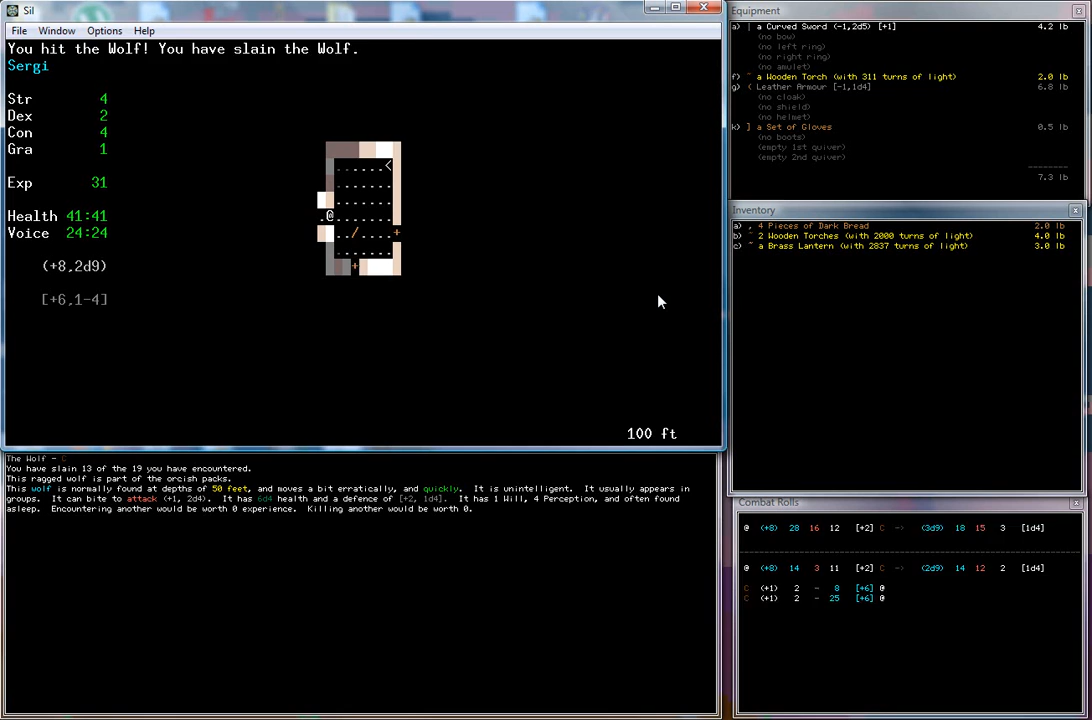 Sil
File Window Options Help
You hit the Wolf! You have slain the Wolf.
Sergi
Str 4
Dex 2
Con 4
Gra 1
Exp 31
Health 41:41
Voice 24:24
(+8,2d9)
[+6,1-4]
......<
.......
.......
.@.......
../....+
.......
+
100 ft
The Wolf - C
You have slain 13 of the 19 you have encountered.
This ragged wolf is part of the orcish packs.
This wolf is normally found at depths of 50 feet, and moves a bit erratically, and quickly. It is unintelligent. It usually appears in
groups. It can bite to attack (+1, 2d4). It has 6d4 health and a defence of [+2, 1d4]. It has 1 Will, 4 Perception, and often found
asleep. Encountering another would be worth 0 experience. Killing another would be worth 0.
Equipment
a) | a Curved Sword (-1,2d5) [+1] 4.2 lb
(no bow)
(no left ring)
(no right ring)
(no amulet)
f) ~ a Wooden Torch (with 311 turns of light) 2.0 lb
g) ( Leather Armour [-1,1d4] 6.8 lb
(no cloak)
(no shield)
(no helmet)
k) ] a Set of Gloves 0.5 lb
(no boots)
(empty 1st quiver)
(empty 2nd quiver)
--------
7.3 lb
Inventory
a) , 4 Pieces of Dark Bread 2.0 lb
b) ~ 2 Wooden Torches (with 2000 turns of light) 4.0 lb
c) ~ a Brass Lantern (with 2837 turns of light) 3.0 lb
Combat Rolls
@ (+8) 28 16 12 [+2] C -> (3d9) 18 15 3 [1d4]
@ (+8) 14 3 11 [+2] C -> (2d9) 14 12 2 [1d4]
C (+1) 2 - 8 [+6] @
C (+1) 2 - 25 [+6] @